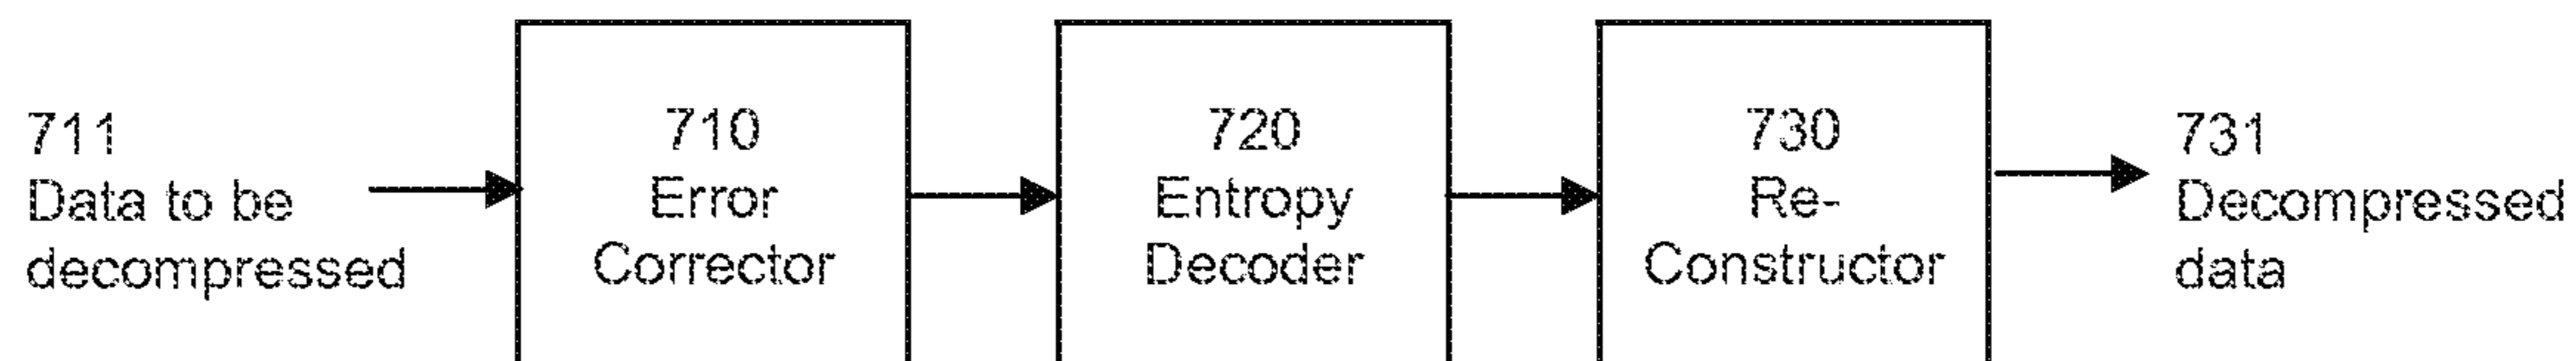 711
Data to be
decompressed
710
Error
Corrector
720
Entropy
Decoder
730
Re-
Constructor
731
Decompressed
data